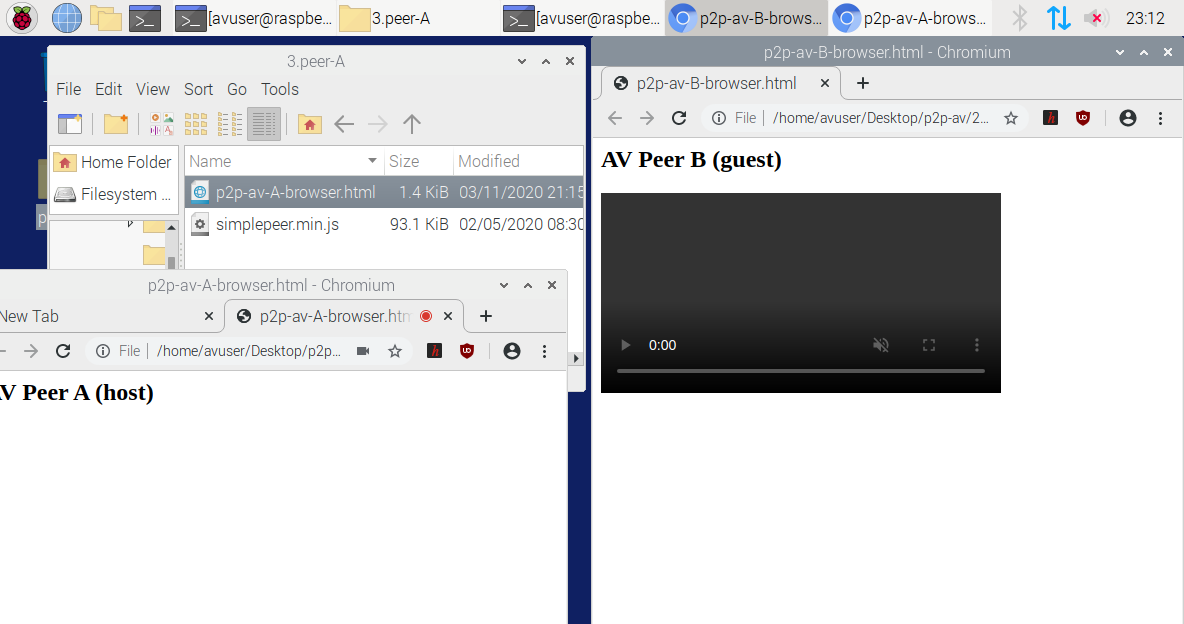 [avuser@raspbe... 3.peer-A [avuser@raspbe... p2p-av-B-brows... p2p-av-A-brows... 23:12
3.peer-A
File Edit View Sort Go Tools
Home Folder
Filesystem ...
Name Size Modified
p2p-av-A-browser.html 1.4 KiB 03/11/2020 21:15
simplepeer.min.js 93.1 KiB 02/05/2020 08:30
p
p2p-av-A-browser.html - Chromium
New Tab p2p-av-A-browser.htm
File /home/avuser/Desktop/p2p...
AV Peer A (host)
p2p-av-B-browser.html - Chromium
p2p-av-B-browser.html
File /home/avuser/Desktop/p2p-av/2...
AV Peer B (guest)
0:00